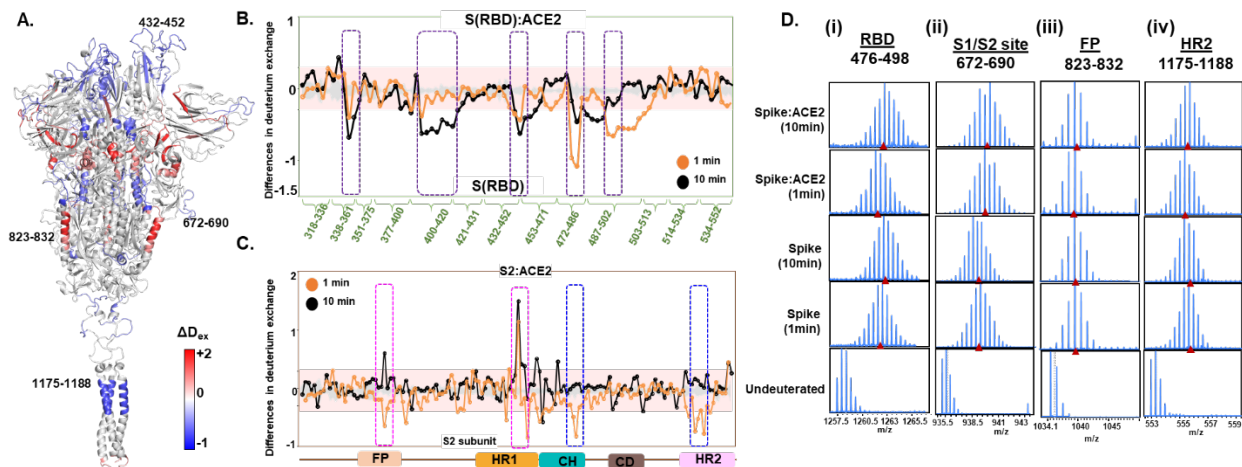 A.
432-452
672-690
823-832
1175-1188
ΔDex
+2
0
-1
B.
S(RBD):ACE2
Differences in deuterium exchange
1
0
-1
-1.5
1 min
10 min
S(RBD)
318-336
338-361
351-375
377-400
400-420
421-431
432-452
453-471
472-486
487-502
503-513
514-534
534-552
C.
S2:ACE2
Differences in deuterium exchange
2
1
0
-1
1 min
10 min
S2 subunit
FP
HR1
CH
CD
HR2
D.
(i)
(ii)
(iii)
(iv)
RBD
476-498
S1/S2 site
672-690
FP
823-832
HR2
1175-1188
Spike:ACE2
(10min)
Spike:ACE2
(1min)
Spike
(10min)
Spike
(1min)
Undeuterated
1257.5 1260.5 1265.5
m/z
935.5 938.5 941 943
m/z
1034.1 1040 1045
m/z
553 555 557 559
m/z